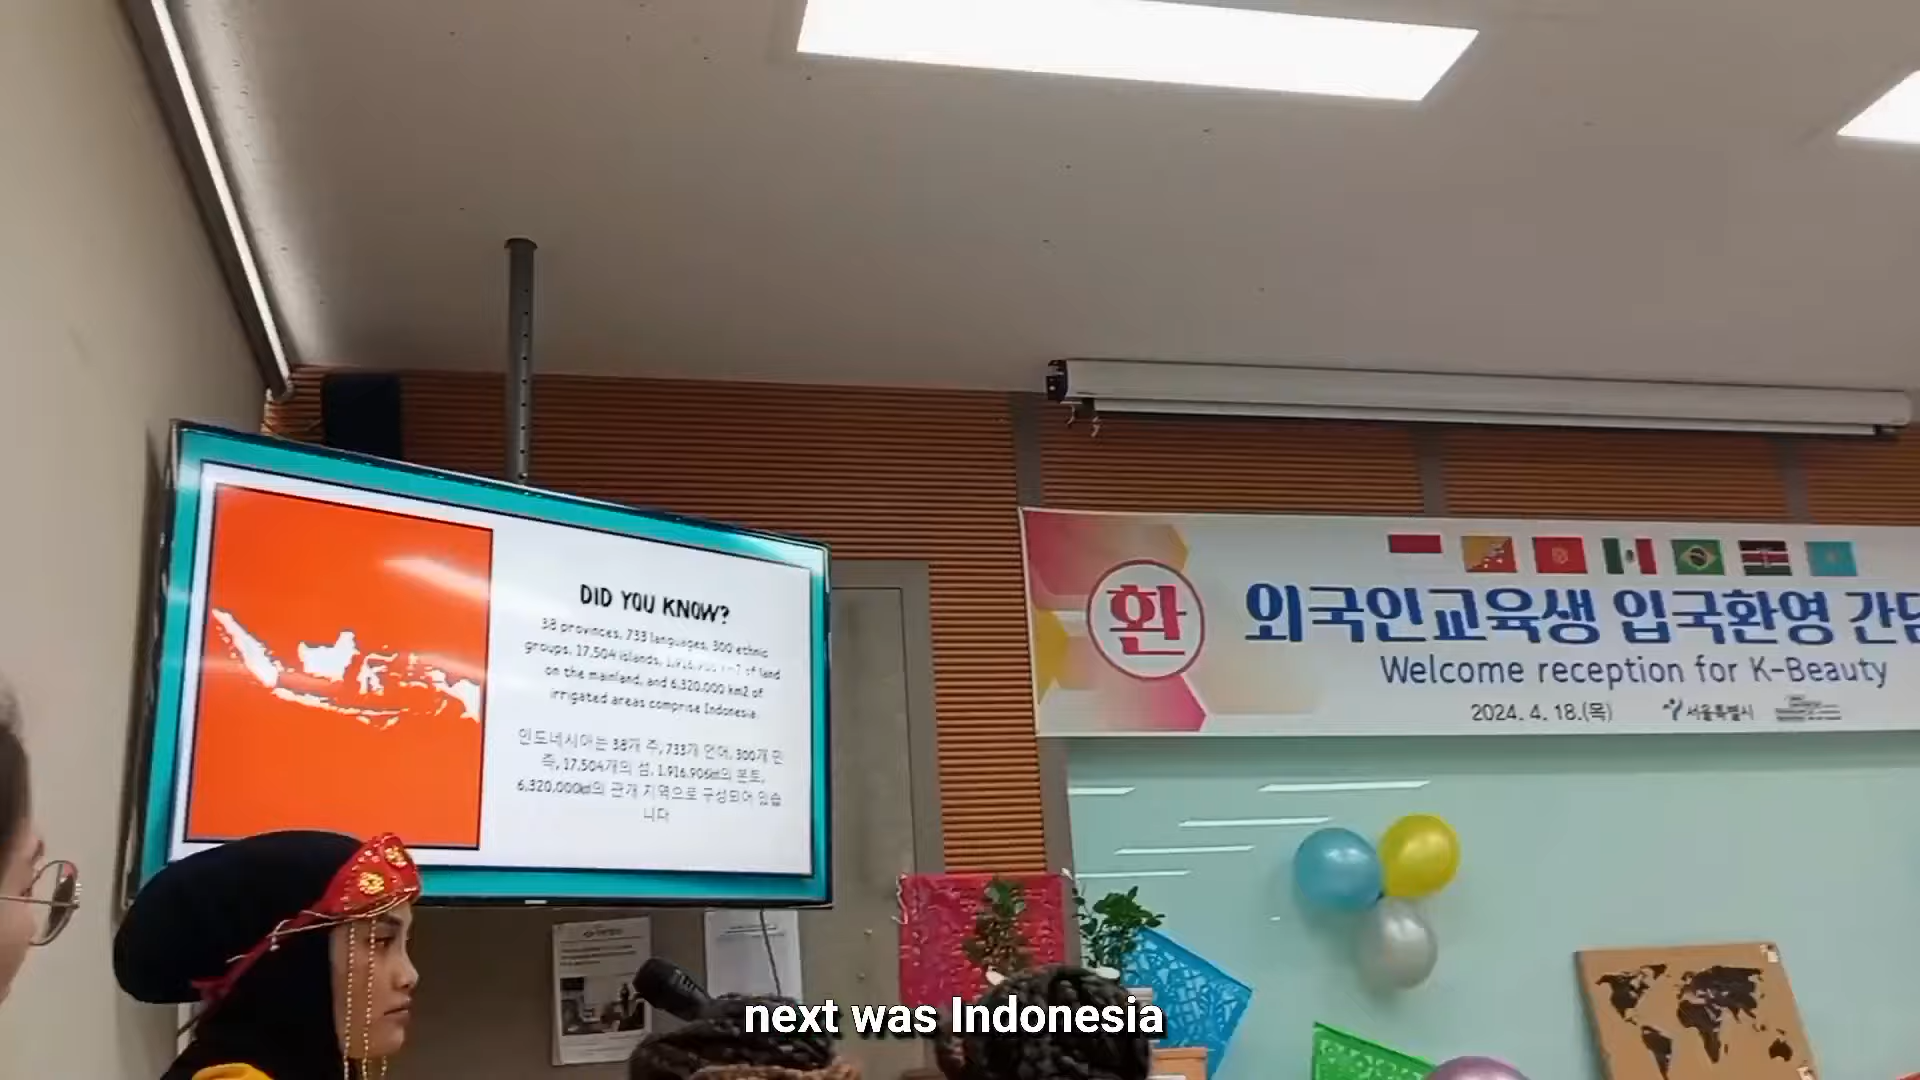 DID YOU KNOW?
38 provinces, 733 languages, 300 ethnic
groups, 17,504 islands, of land
on the mainland, and 6,320,000 km2 of
irrigated areas comprise Indonesia.
인도네시아는 38개 주, 733개 언어, 300개 민
족, 17,504개의 섬, 1,916,906㎢의 본토,
6,320,000㎢의 관개 지역으로 구성되어 있습
니다
환
외국인교육생 입국환영
Welcome reception for K-Beauty
2024. 4. 18.(목)
서울특별시
next was Indonesia